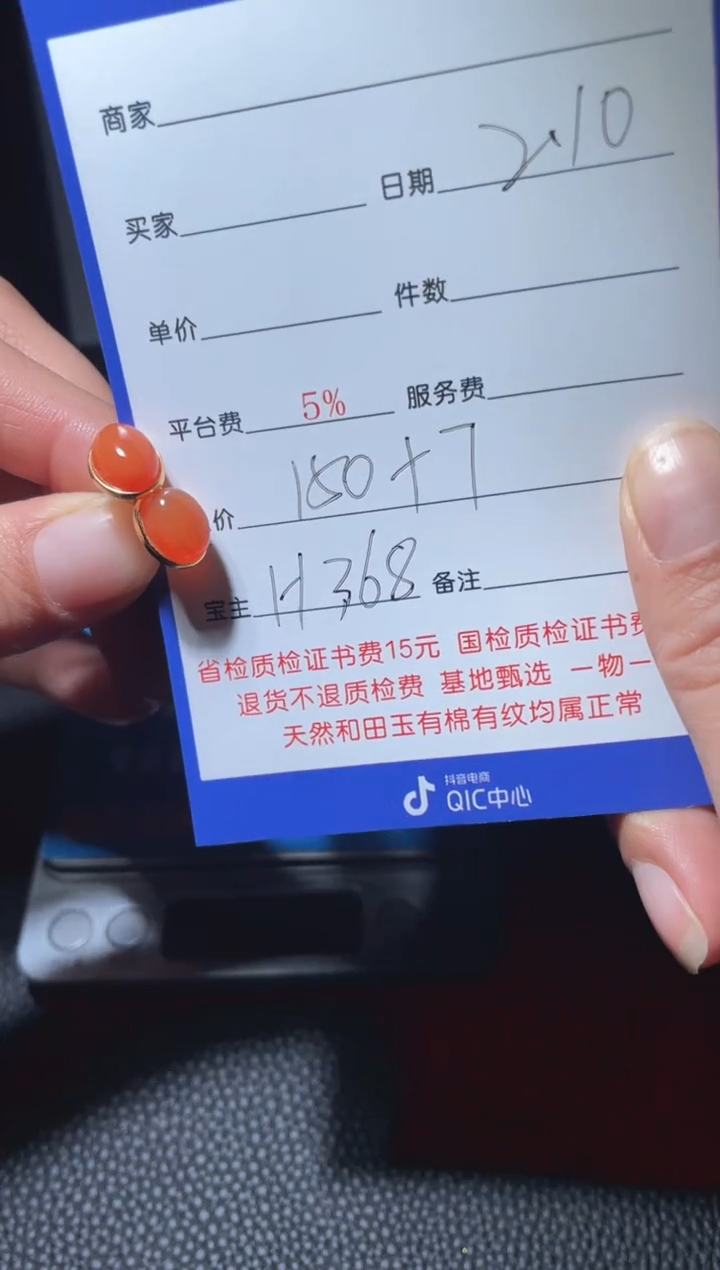 商家
买家 日期 2.10
单价 件数
平台费 5% 服务费
价 150+7
宝主 H368 备注
省检质检证书费15元 国检质检证书费
退货不退质检费 基地甄选 一物一
天然和田玉有棉有纹均属正常
抖音电商
QIC中心